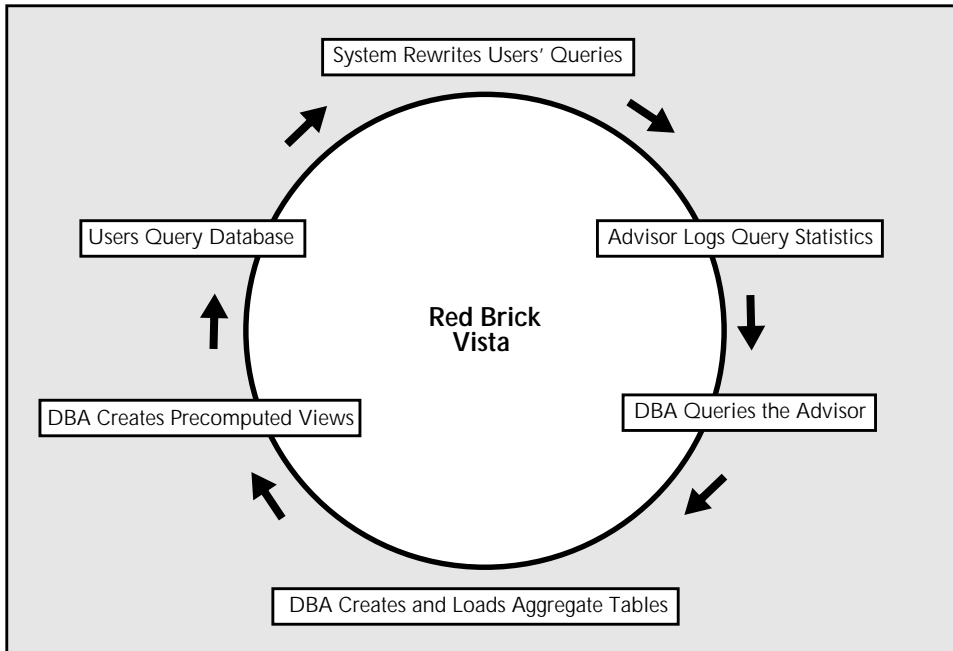 System Rewrites Users’ Queries
Users Query Database
Advisor Logs Query Statistics
Red Brick
Vista
DBA Creates Precomputed Views
DBA Queries the Advisor
DBA Creates and Loads Aggregate Tables